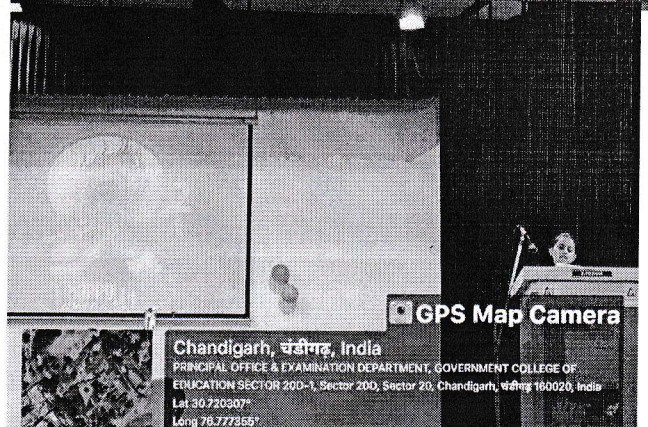 GPS Map Camera
Chandigarh, चंडीगढ़, India
PRINCIPAL OFFICE & EXAMINATION DEPARTMENT, GOVERNMENT COLLEGE OF
EDUCATION SECTOR 20D-1, Sector 20D, Sector 20, Chandigarh, चंडीगढ़ 160020, India
Lat 30.720307°
Long 76.777355°